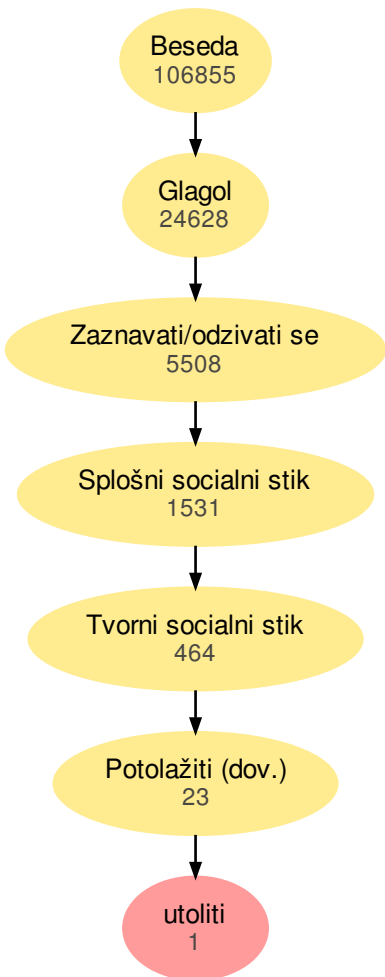 Beseda
106855
Glagol
24628
Zaznavati/odzivati se
5508
Splošni socialni stik
1531
Tvorni socialni stik
464
Potolažiti (dov.)
23
utoliti
1